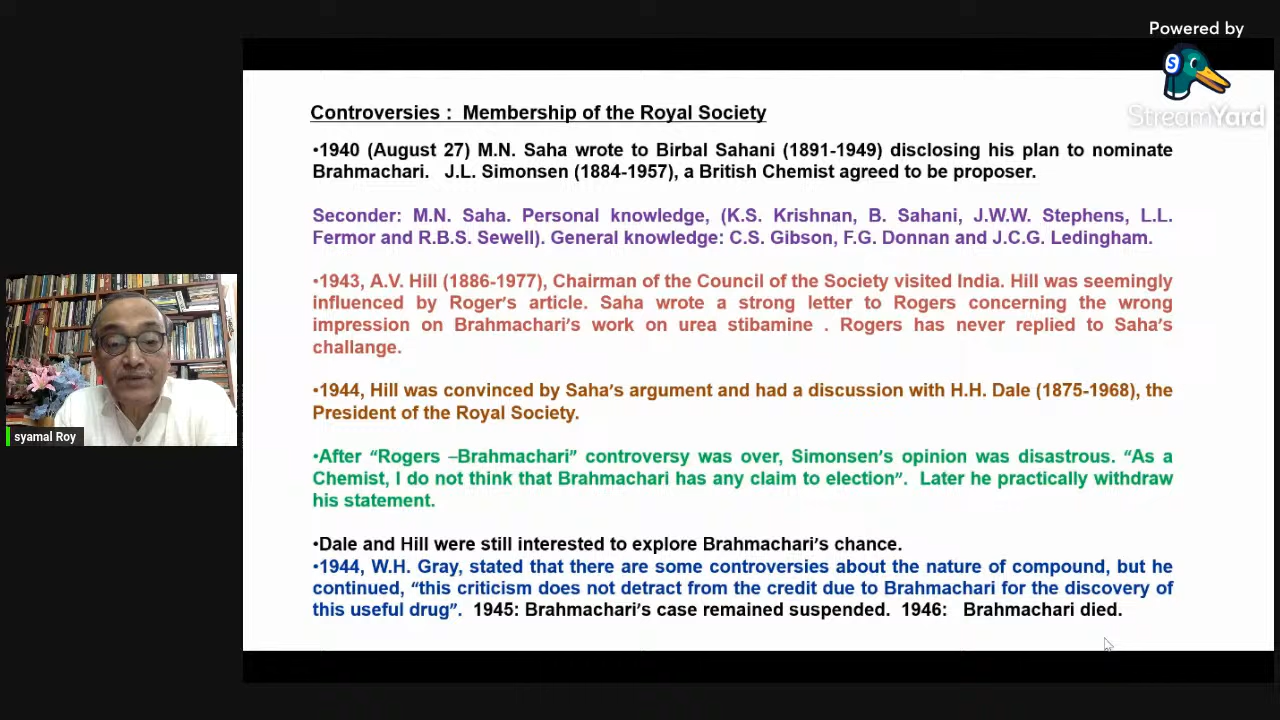 Powered by
S
StreamYard
Controversies : Membership of the Royal Society
•1940 (August 27) M.N. Saha wrote to Birbal Sahani (1891-1949) disclosing his plan to nominate
Brahmachari. J.L. Simonsen (1884-1957), a British Chemist agreed to be proposer.
Seconder: M.N. Saha. Personal knowledge, (K.S. Krishnan, B. Sahani, J.W.W. Stephens, L.L.
Fermor and R.B.S. Sewell). General knowledge: C.S. Gibson, F.G. Donnan and J.C.G. Ledingham.
•1943, A.V. Hill (1886-1977), Chairman of the Council of the Society visited India. Hill was seemingly
influenced by Roger's article. Saha wrote a strong letter to Rogers concerning the wrong
impression on Brahmachari's work on urea stibamine . Rogers has never replied to Saha's
challange.
•1944, Hill was convinced by Saha's argument and had a discussion with H.H. Dale (1875-1968), the
President of the Royal Society.
•After “Rogers –Brahmachari” controversy was over, Simonsen's opinion was disastrous. “As a
Chemist, I do not think that Brahmachari has any claim to election”. Later he practically withdraw
his statement.
•Dale and Hill were still interested to explore Brahmachari's chance.
•1944, W.H. Gray, stated that there are some controversies about the nature of compound, but he
continued, “this criticism does not detract from the credit due to Brahmachari for the discovery of
this useful drug”. 1945: Brahmachari's case remained suspended. 1946: Brahmachari died.
syamal Roy